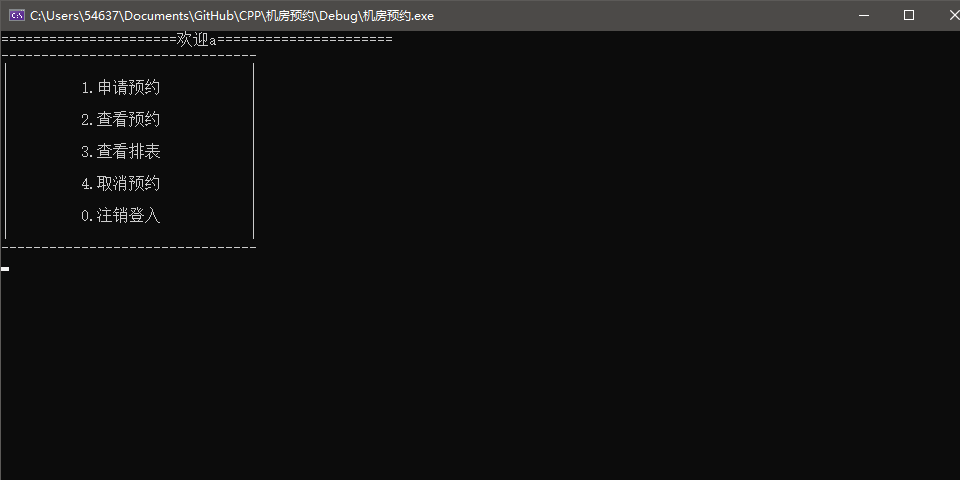 C:\Users\54637\Documents\GitHub\CPP\机房预约\Debug\机房预约.exe
======================欢迎a======================
--------------------------------
1.申请预约
2.查看预约
3.查看排表
4.取消预约
0.注销登入
--------------------------------